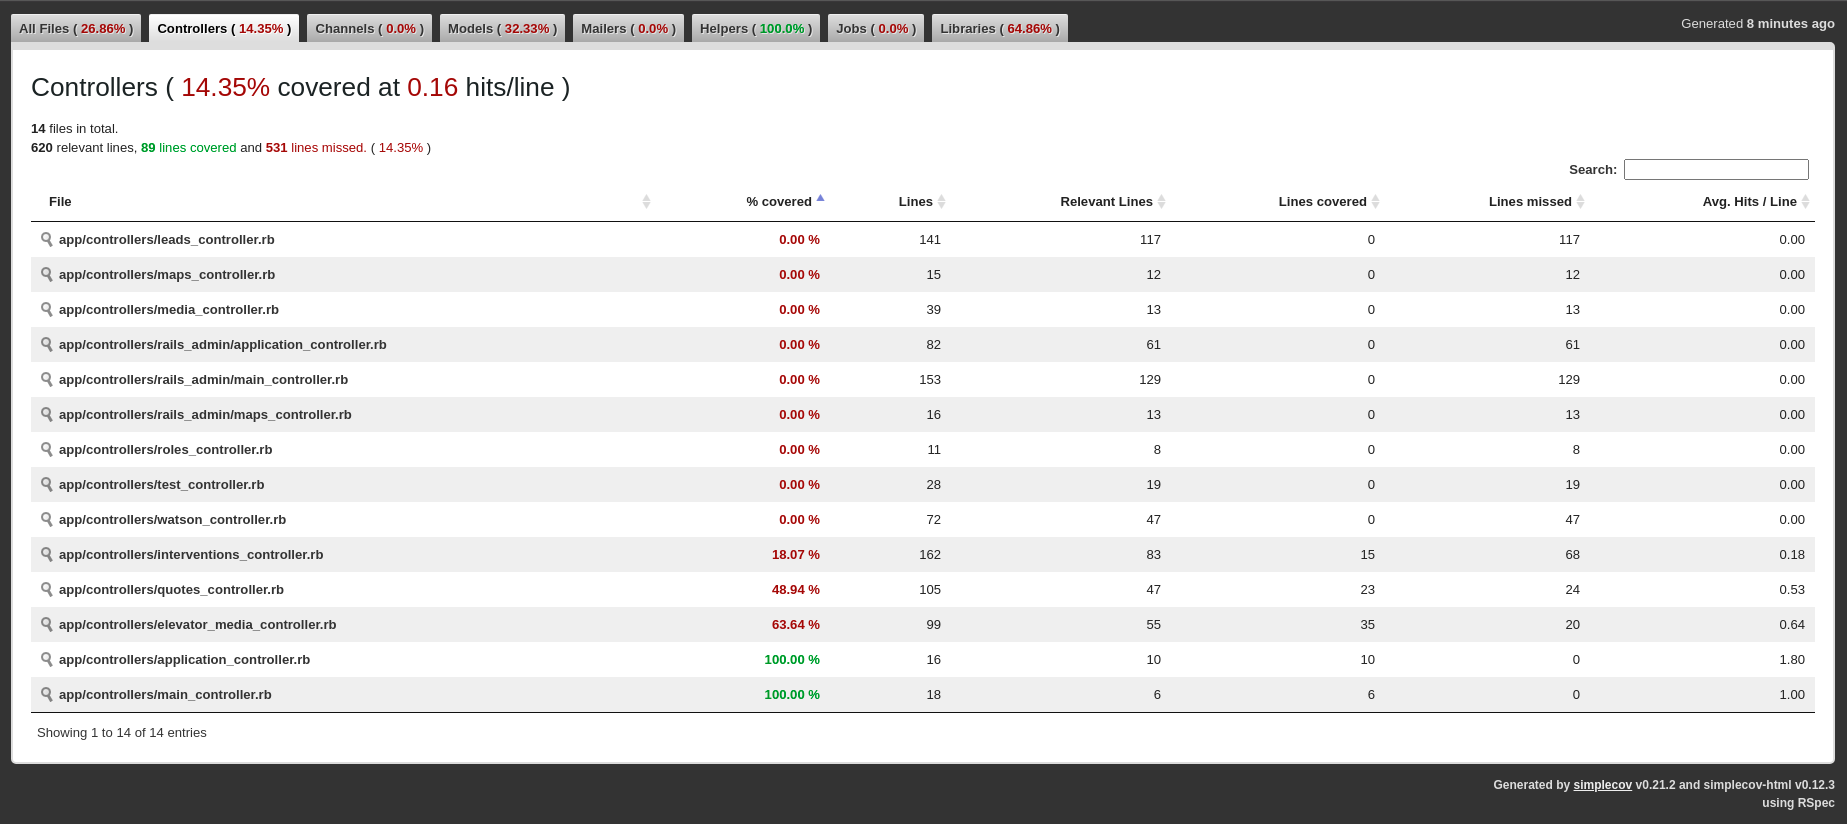 All Files ( 26.86% ) Controllers ( 14.35% ) Channels ( 0.0% ) Models ( 32.33% ) Mailers ( 0.0% ) Helpers ( 100.0% ) Jobs ( 0.0% ) Libraries ( 64.86% ) Generated 8 minutes ago
Controllers ( 14.35% covered at 0.16 hits/line )
14 files in total.
620 relevant lines, 89 lines covered and 531 lines missed. ( 14.35% )
Search:
File % covered Lines Relevant Lines Lines covered Lines missed Avg. Hits / Line
app/controllers/leads_controller.rb 0.00 % 141 117 0 117 0.00
app/controllers/maps_controller.rb 0.00 % 15 12 0 12 0.00
app/controllers/media_controller.rb 0.00 % 39 13 0 13 0.00
app/controllers/rails_admin/application_controller.rb 0.00 % 82 61 0 61 0.00
app/controllers/rails_admin/main_controller.rb 0.00 % 153 129 0 129 0.00
app/controllers/rails_admin/maps_controller.rb 0.00 % 16 13 0 13 0.00
app/controllers/roles_controller.rb 0.00 % 11 8 0 8 0.00
app/controllers/test_controller.rb 0.00 % 28 19 0 19 0.00
app/controllers/watson_controller.rb 0.00 % 72 47 0 47 0.00
app/controllers/interventions_controller.rb 18.07 % 162 83 15 68 0.18
app/controllers/quotes_controller.rb 48.94 % 105 47 23 24 0.53
app/controllers/elevator_media_controller.rb 63.64 % 99 55 35 20 0.64
app/controllers/application_controller.rb 100.00 % 16 10 10 0 1.80
app/controllers/main_controller.rb 100.00 % 18 6 6 0 1.00
Showing 1 to 14 of 14 entries
Generated by simplecov v0.21.2 and simplecov-html v0.12.3
using RSpec